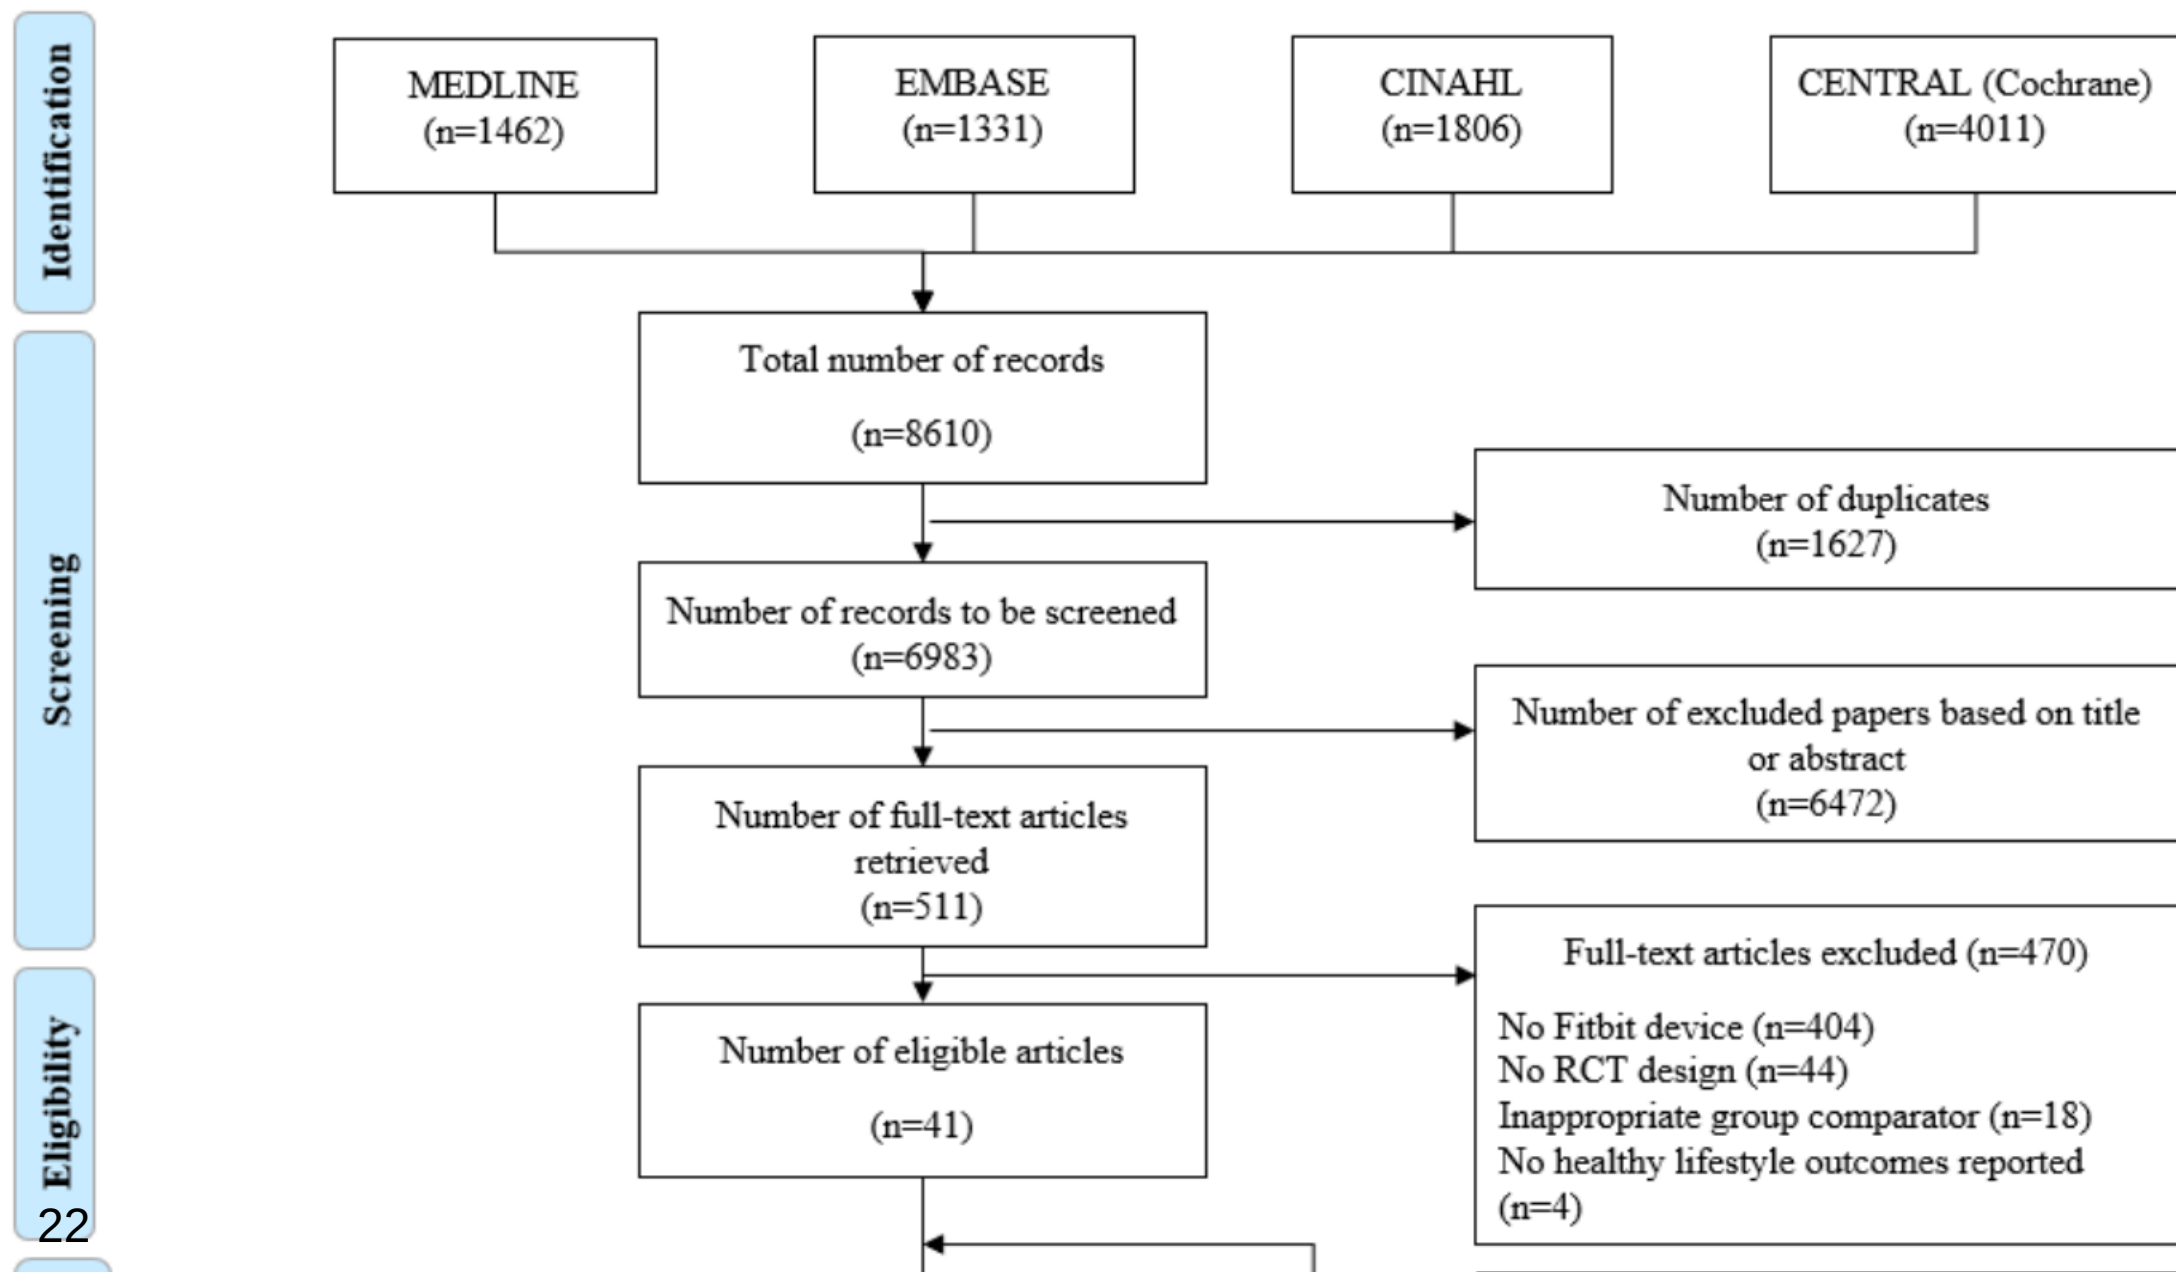 Identification
MEDLINE
(n=1462)
EMBASE
(n=1331)
CINAHL
(n=1806)
CENTRAL (Cochrane)
(n=4011)
Screening
Total number of records
(n=8610)
Number of duplicates
(n=1627)
Number of records to be screened
(n=6983)
Number of excluded papers based on title
or abstract
(n=6472)
Number of full-text articles
retrieved
(n=511)
Full-text articles excluded (n=470)
No Fitbit device (n=404)
No RCT design (n=44)
Inappropriate group comparator (n=18)
No healthy lifestyle outcomes reported
(n=4)
Eligibility
Number of eligible articles
(n=41)
22